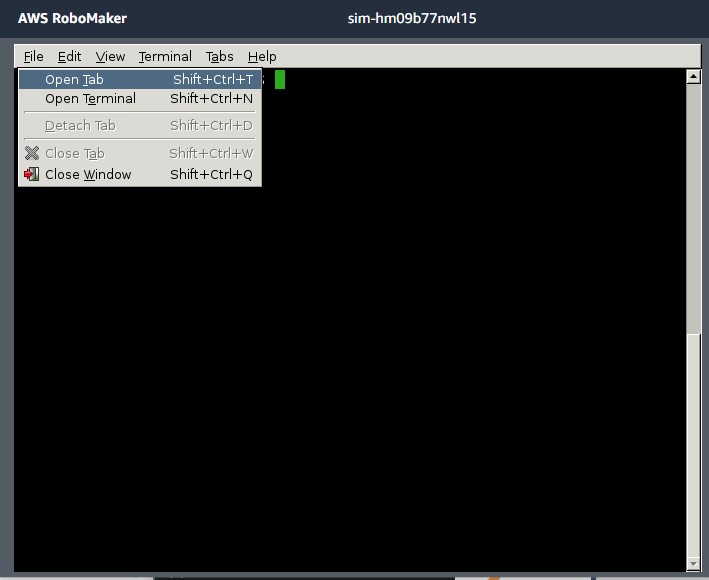 AWS RoboMaker sim-hm09b77nwl15
File Edit View Terminal Tabs Help
Open Tab Shift+Ctrl+T
Open Terminal Shift+Ctrl+N
Detach Tab Shift+Ctrl+D
Close Tab Shift+Ctrl+W
Close Window Shift+Ctrl+Q